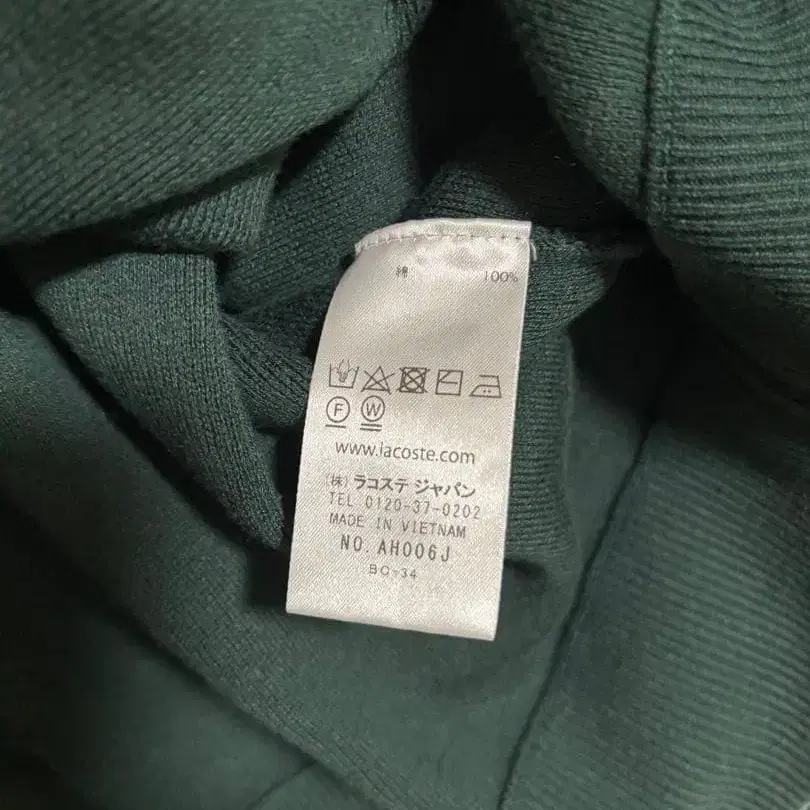 綿 100%
F W
www.lacoste.com
(株) ラコステ ジャパン
TEL 0120-37-0202
MADE IN VIETNAM
NO. AH006J
BC-34